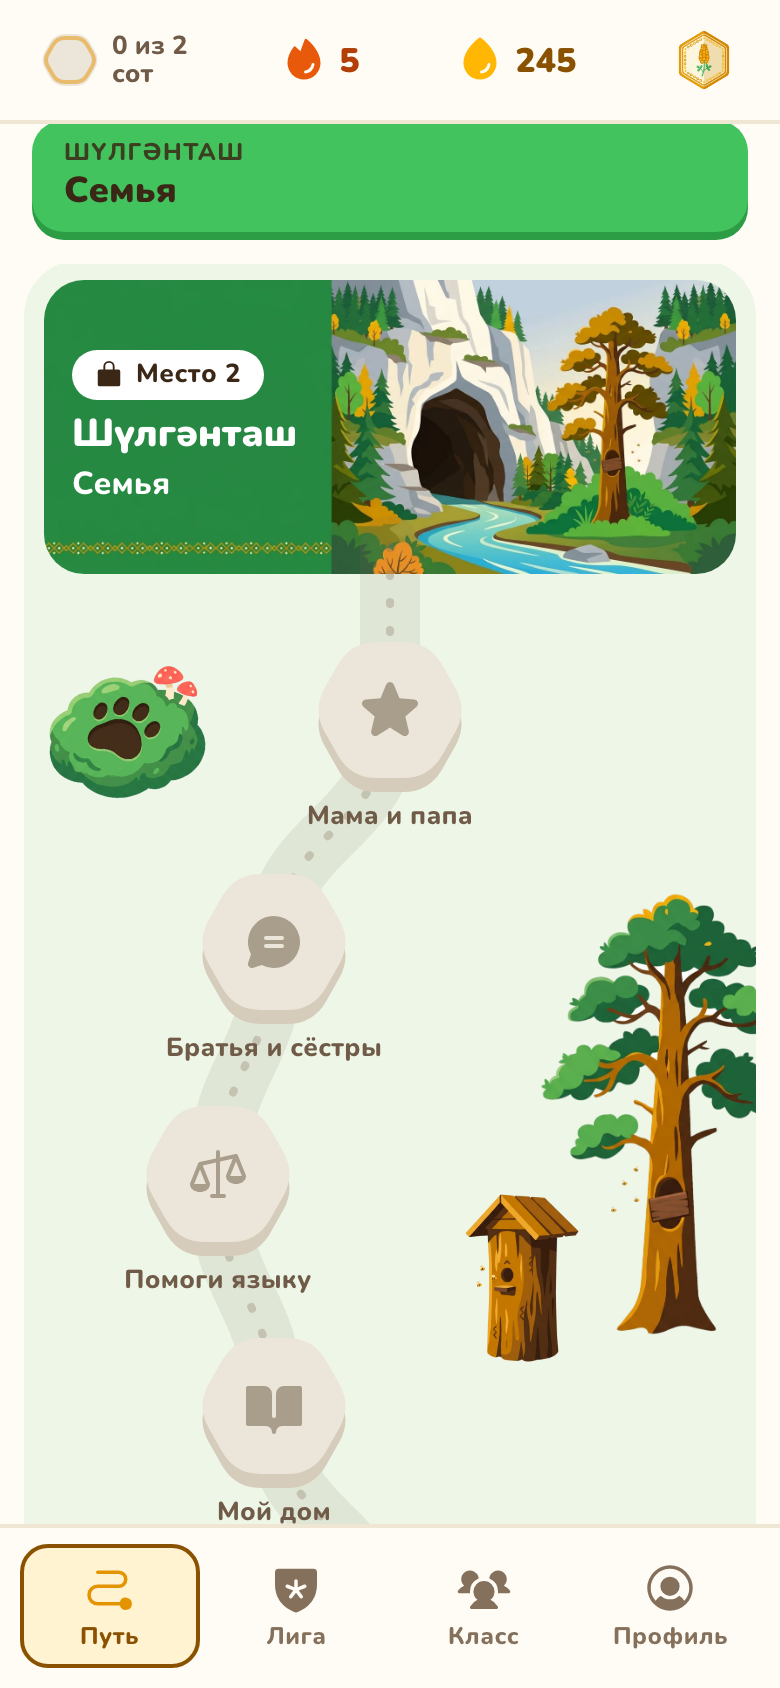 0 из 2
сот
5
245
ШҮЛГӘНТАШ
Семья
Место 2
Шүлгәнташ
Семья
Мама и папа
Братья и сёстры
Помоги языку
Мой дом
Путь
Лига
Класс
Профиль